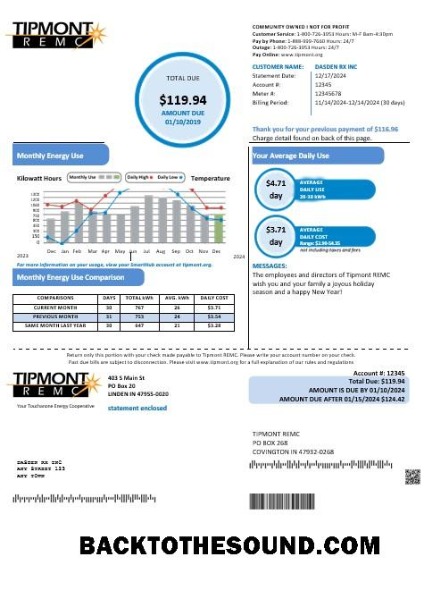 TIPMONT
REMC
COMMUNITY OWNED I NOT FOR PROFIT
Customer Service: 1-800-726-3953 Hours: M-F 8am-4:30pm
Pay by Phone: 1-888-999-7660 Hours: 24/7
Outage: 1-800-726-3953 Hours: 24/7
Pay Online: www.tipmont.org
TOTAL DUE
$119.94
AMOUNT DUE
01/10/2019
CUSTOMER NAME: DASDEN RX INC
Statement Date: 12/17/2024
Account #: 12345
Meter #: 12345678
Billing Period: 11/14/2024-12/14/2024 (30 days)
Thank you for your previous payment of $116.96
Charge detail found on back of this page.
Monthly Energy Use
Kilowatt Hours
Monthly Use Daily High Daily Low
Temperature
Dec Jan Feb Mar Apr May Jun Jul Aug Sep Oct Nov Dec
2023
2024
For more information on your usage, view your SmartHub account at tipmont.org.
Your Average Daily Use
$4.71
day
AVERAGE
DAILY USE
$3.71
day
AVERAGE
DAILY COST
not including taxes and fees
MESSAGES:
The employees and directors of Tipmont REMC
wish you and your family a joyous holiday
season and a happy New Year!
Monthly Energy Use Comparison
COMPARISONS DAYS TOTAL kWh AVG. kWh DAILY COST
CURRENT MONTH 30 767 26 $3.71
PREVIOUS MONTH 31 753 24 $3.54
SAME MONTH LAST YEAR 30 647 21 $3.28
Return only this portion with your check made payable to Tipmont REMC. Please write your account number on your check.
Past due bills are subject to disconnection. Please visit www.tipmont.org for a full explanation of our rules and regulations
TIPMONT
REMC
Your Touchstone Energy Cooperative
403 S Main St
PO Box 20
LINDEN IN 47955-0020
statement enclosed
Account #: 12345
Total Due: $119.94
AMOUNT IS DUE BY 01/10/2024
AMOUNT DUE AFTER 01/15/2024 $124.42
TIPMONT REMC
PO BOX 268
COVINGTON IN 47932-0268
DASDEN RX INC
ANY STREET 123
ANY TOWN
BACKTOTHESOUND.COM